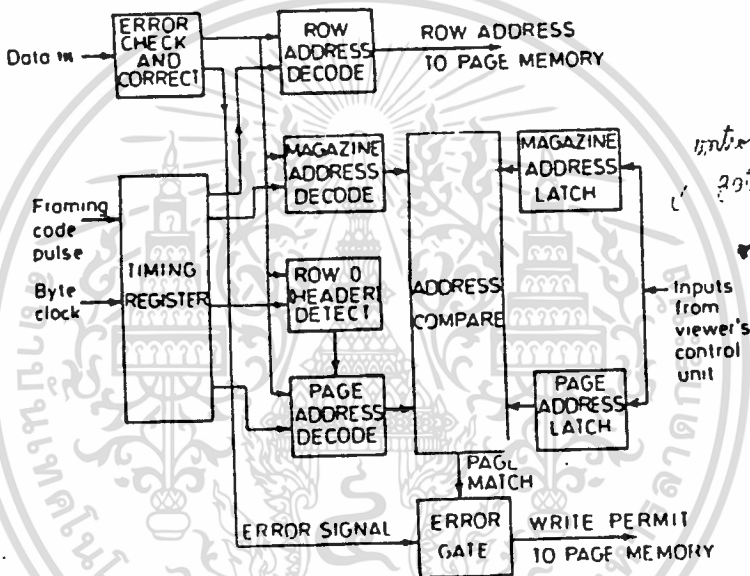 Data in
ERROR
CHECK
AND
CORRECT
ROW
ADDRESS
DECODE
ROW ADDRESS
TO PAGE MEMORY
MAGAZINE
ADDRESS
DECODE
MAGAZINE
ADDRESS
LATCH
Framing
code
pulse
Byte
clock
TIMING
REGISTER
ROW 0
HEADER
DETECT
ADDRESS
COMPARE
Inputs
from
viewer's
control
unit
PAGE
ADDRESS
DECODE
PAGE
ADDRESS
LATCH
PAGE
MATCH
ERROR SIGNAL
ERROR
GATE
WRITE PERMIT
TO PAGE MEMORY